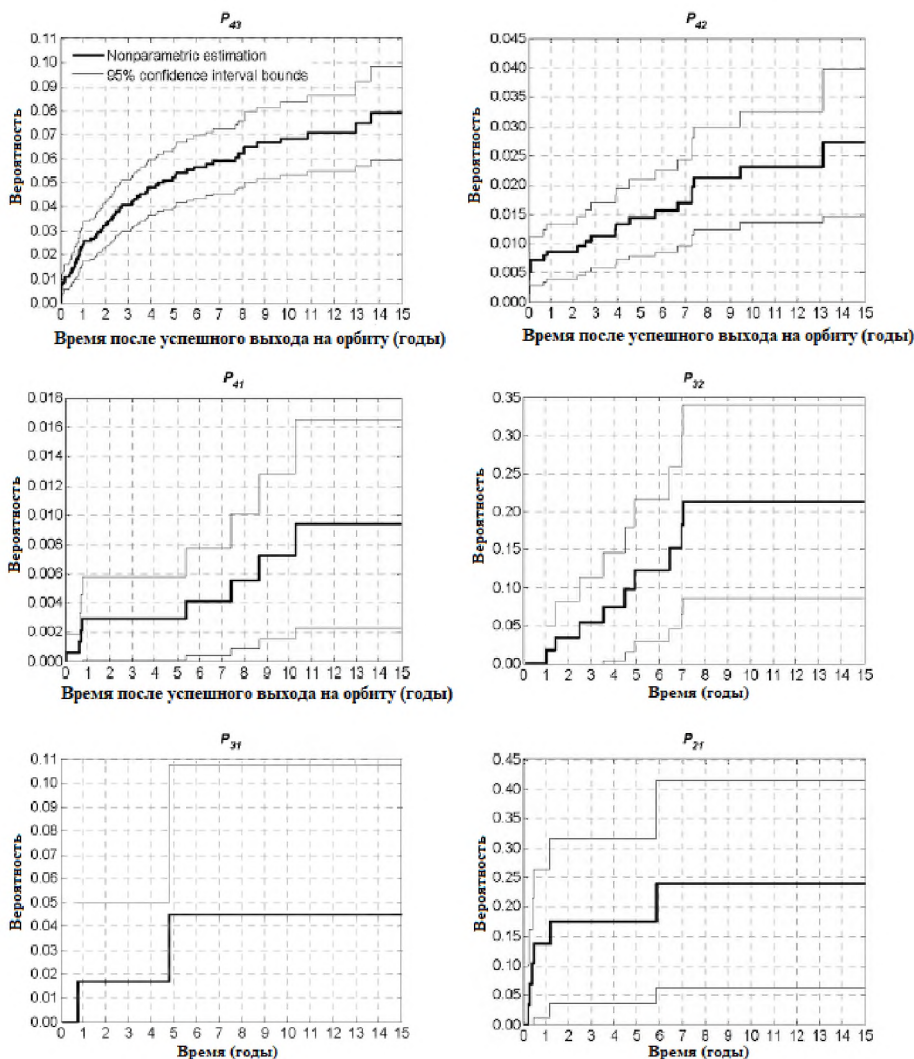 P43
0.11
0.10
0.09
0.08
0.07
0.06
0.05
0.04
0.03
0.02
0.01
0.00
Вероятность
Nonparametric estimation
95% confidence interval bounds
0 1 2 3 4 5 6 7 8 9 10 11 12 13 14 15
Время после успешного выхода на орбиту (годы)
P42
0.045
0.040
0.035
0.030
0.025
0.020
0.015
0.010
0.005
0.000
Вероятность
0 1 2 3 4 5 6 7 8 9 10 11 12 13 14 15
Время после успешного выхода на орбиту (годы)
P41
0.018
0.016
0.014
0.012
0.010
0.008
0.006
0.004
0.002
0.000
Вероятность
0 1 2 3 4 5 6 7 8 9 10 11 12 13 14 15
Время после успешного выхода на орбиту (годы)
P32
0.35
0.30
0.25
0.20
0.15
0.10
0.05
0.00
Вероятность
0 1 2 3 4 5 6 7 8 9 10 11 12 13 14 15
Время (годы)
P31
0.11
0.10
0.09
0.08
0.07
0.06
0.05
0.04
0.03
0.02
0.01
0.00
Вероятность
0 1 2 3 4 5 6 7 8 9 10 11 12 13 14 15
Время (годы)
P21
0.45
0.40
0.35
0.30
0.25
0.20
0.15
0.10
0.05
0.00
Вероятность
0 1 2 3 4 5 6 7 8 9 10 11 12 13 14 15
Время (годы)